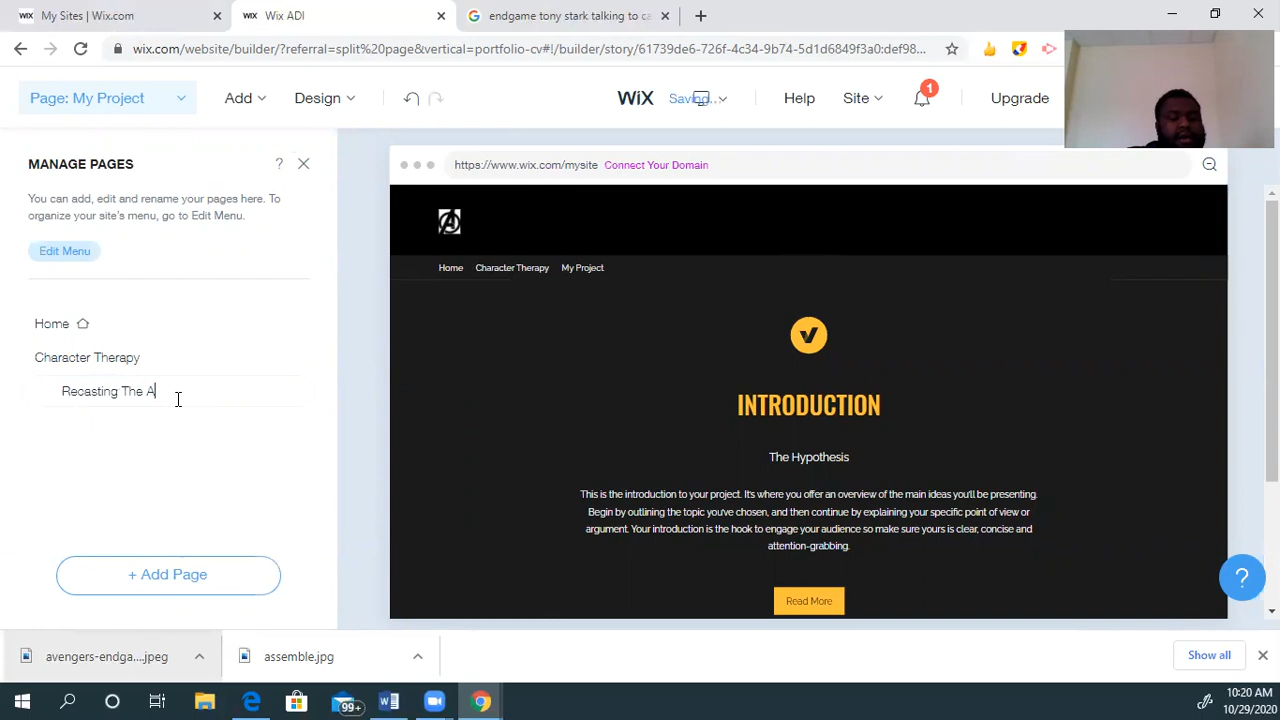 My Sites | Wix.com
Wix ADI
endgame tony stark talking to ca
wix.com/website/builder/?referral=split%20page&vertical=portfolio-cv#!/builder/story/61739de6-726f-4c34-9b74-5d1d6849f3a0:def98...
Page: My Project
Add
Design
WiX
Saving...
Help
Site
1
Upgrade
MANAGE PAGES
?
You can add, edit and rename your pages here. To
organize your site's menu, go to Edit Menu.
Edit Menu
Home
Character Therapy
Recasting The A
+ Add Page
https://www.wix.com/mysite Connect Your Domain
Home Character Therapy My Project
INTRODUCTION
The Hypothesis
This is the introduction to your project. It's where you offer an overview of the main ideas you'll be presenting.
Begin by outlining the topic you've chosen, and then continue by explaining your specific point of view or
argument. Your introduction is the hook to engage your audience so make sure yours is clear, concise and
attention-grabbing.
Read More
?
avengers-endga....jpeg
assemble.jpg
Show all
99+
10:20 AM
10/29/2020